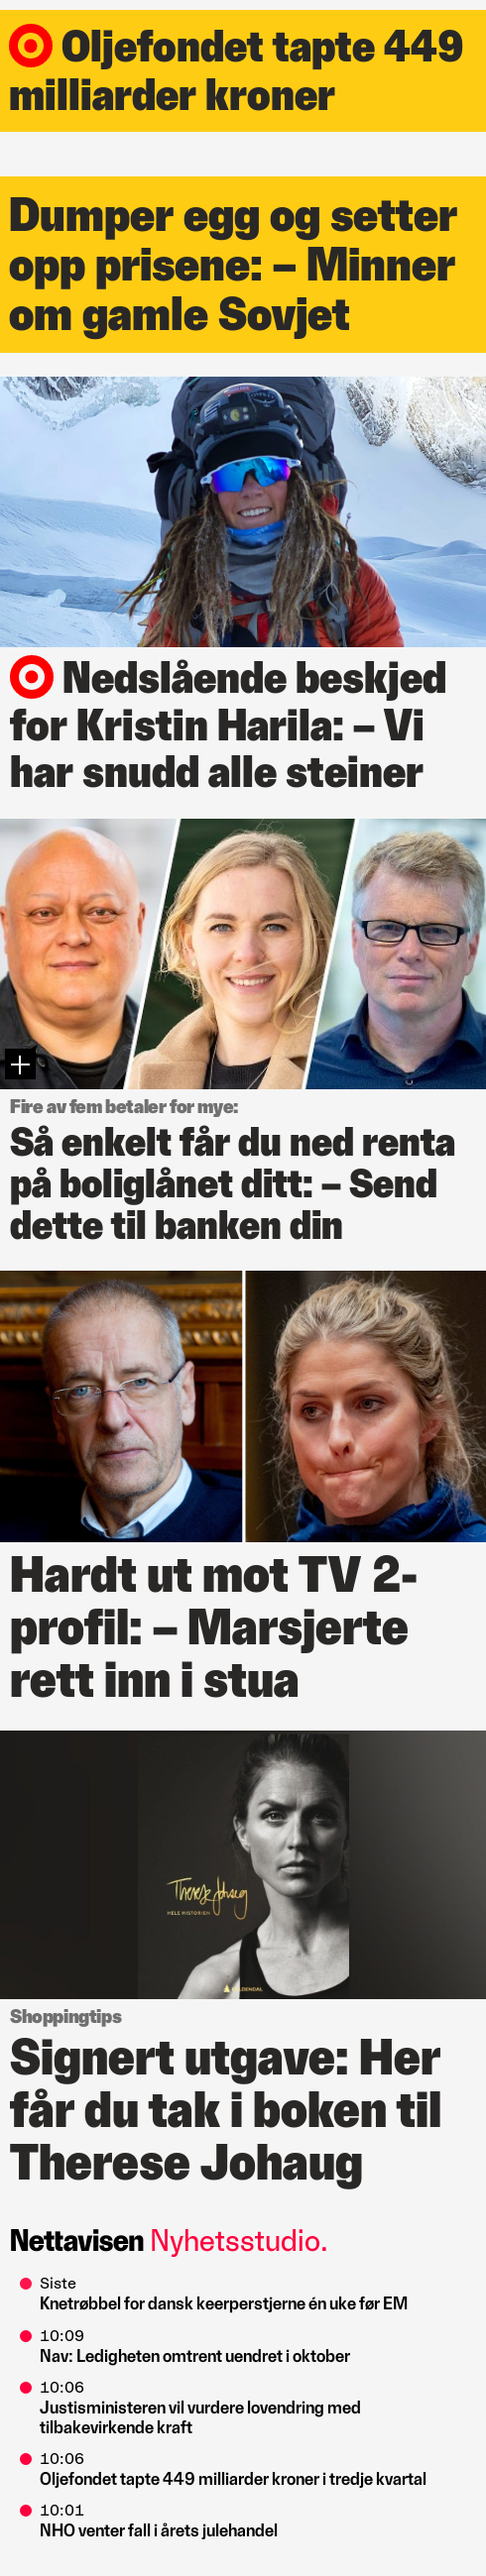 Oljefondet tapte 449
milliarder kroner
Dumper egg og setter
opp prisene: – Minner
om gamle Sovjet
Nedslående beskjed
for Kristin Harila: – Vi
har snudd alle steiner
Fire av fem betaler for mye:
Så enkelt får du ned renta
på boliglånet ditt: – Send
dette til banken din
Hardt ut mot TV 2-
profil: – Marsjerte
rett inn i stua
Therese Johaug
HELE HISTORIEN
GYLDENDAL
Shoppingtips
Signert utgave: Her
får du tak i boken til
Therese Johaug
Nettavisen Nyhetsstudio.
Siste
Knetrøbbel for dansk keerperstjerne én uke før EM
10:09
Nav: Ledigheten omtrent uendret i oktober
10:06
Justisministeren vil vurdere lovendring med
tilbakevirkende kraft
10:06
Oljefondet tapte 449 milliarder kroner i tredje kvartal
10:01
NHO venter fall i årets julehandel